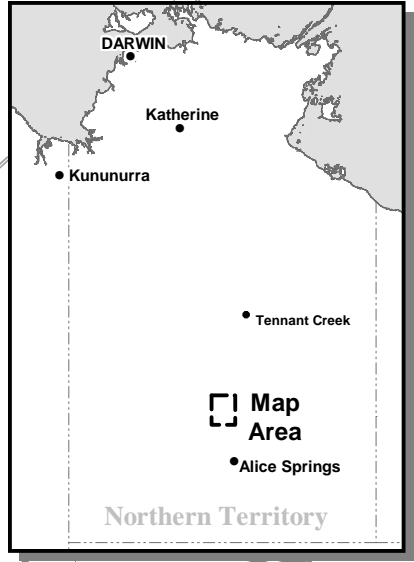 DARWIN
Katherine
Kununurra
Tennant Creek
Map
Area
Alice Springs
Northern Territory